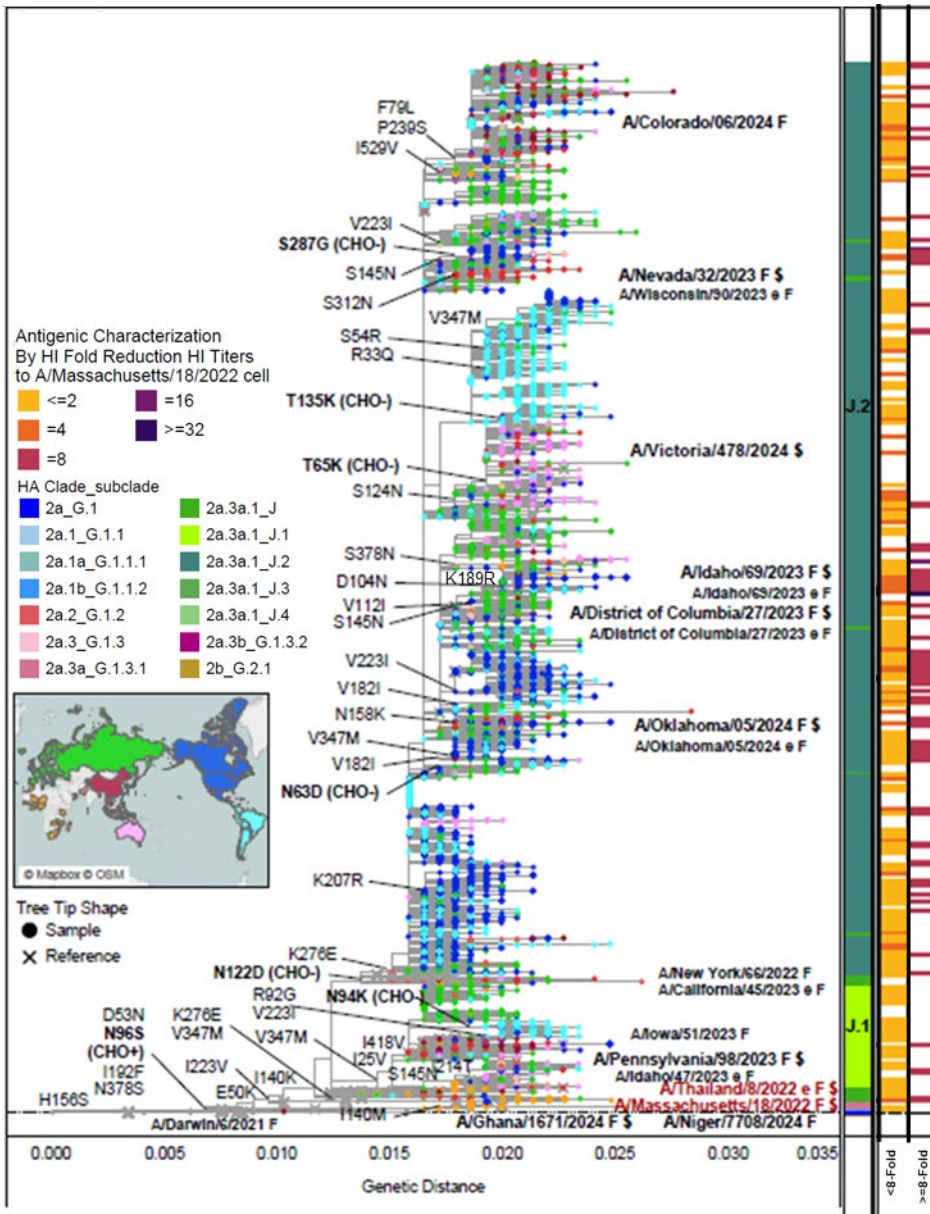 F79L
P239S
I529V
A/Colorado/06/2024 F
V223I
S287G (CHO-)
S145N
S312N
A/Nevada/32/2023 F $
A/Wisconsin/90/2023 e F
V347M
S54R
R33Q
T135K (CHO-)
T65K (CHO-)
A/Victoria/478/2024 $
S124N
S378N
K189R
D104N
V112I
S145N
A/Idaho/69/2023 F $
A/Idaho/69/2023 e F
A/District of Columbia/27/2023 F $
A/District of Columbia/27/2023 e F
V223I
V182I
N158K
V347M
V182I
N63D (CHO-)
A/Oklahoma/05/2024 F $
A/Oklahoma/05/2024 e F
K207R
K276E
N122D (CHO-)
R92G
N94K (CHO-)
V223I
A/New York/66/2022 F
A/California/45/2023 e F
D53N
N96S
(CHO+)
I192F
N378S
K276E
V347M
V347M
I418V
I25V
S145N
I223V
I140K
E50K
H156S
I140M
A/Iowa/51/2023 F
A/Pennsylvania/98/2023 F $
A/Idaho/47/2023 e F
A/Thailand/8/2022 e F $
A/Massachusetts/18/2022 F $
A/Darwin/6/2021 F
A/Ghana/1671/2024 F $
A/Niger/7708/2024 F
Antigenic Characterization
By HI Fold Reduction HI Titers
to A/Massachusetts/18/2022 cell
<=2
=16
=4
>=32
=8
HA Clade_subclade
2a_G.1
2a.3a.1_J
2a.1_G.1.1
2a.3a.1_J.1
2a.1a_G.1.1.1
2a.3a.1_J.2
2a.1b_G.1.1.2
2a.3a.1_J.3
2a.2_G.1.2
2a.3a.1_J.4
2a.3_G.1.3
2a.3b_G.1.3.2
2a.3a_G.1.3.1
2b_G.2.1
© Mapbox © OSM
Tree Tip Shape
Sample
Reference
J.2
J.1
0.000
0.005
0.010
0.015
0.020
0.025
0.030
0.035
Genetic Distance
<8-Fold
>=8-Fold